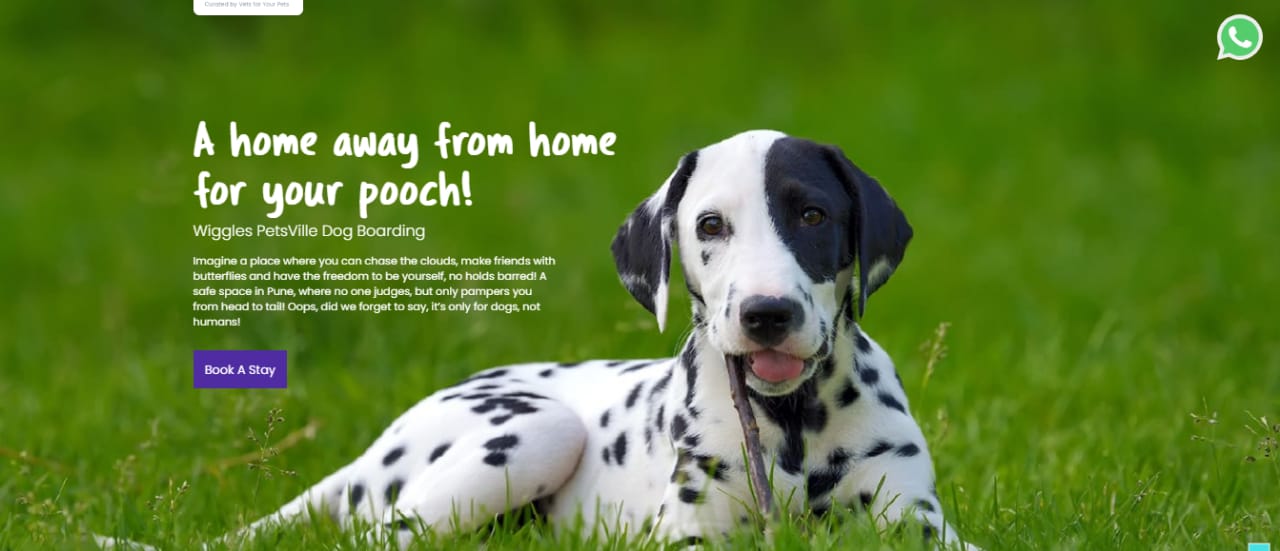 Curated by Vets for Your Pets
A home away from home
for your pooch!
Wiggles PetsVille Dog Boarding
Imagine a place where you can chase the clouds, make friends with
butterflies and have the freedom to be yourself, no holds barred! A
safe space in Pune, where no one judges, but only pampers you
from head to tail! Oops, did we forget to say, it's only for dogs, not
humans!
Book A Stay